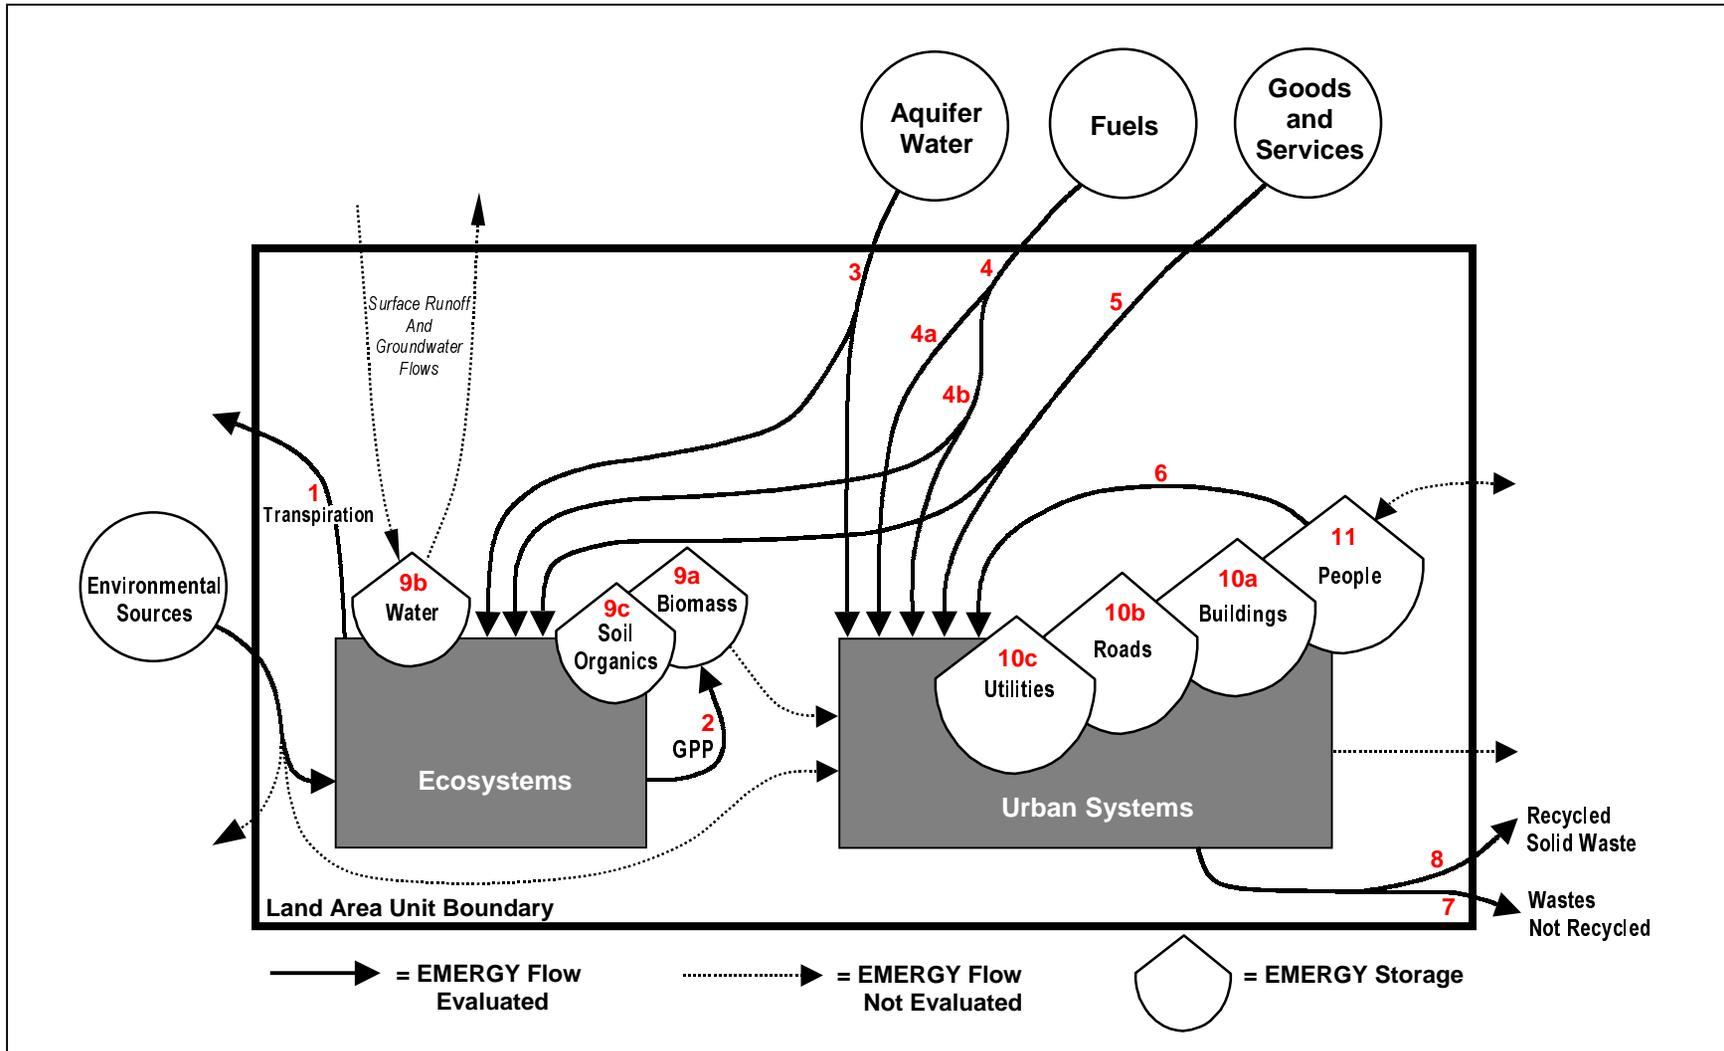 Aquifer
Water
Fuels
Goods
and
Services
3
4
5
4a
4b
Surface Runoff
And
Groundwater
Flows
1
Transpiration
6
Environmental
Sources
9b
Water
9c
Soil
Organics
9a
Biomass
2
GPP
Ecosystems
11
People
10a
Buildings
10b
Roads
10c
Utilities
Urban Systems
8
7
Recycled
Solid Waste
Wastes
Not Recycled
Land Area Unit Boundary
= EMERGY Flow
Evaluated
= EMERGY Flow
Not Evaluated
= EMERGY Storage